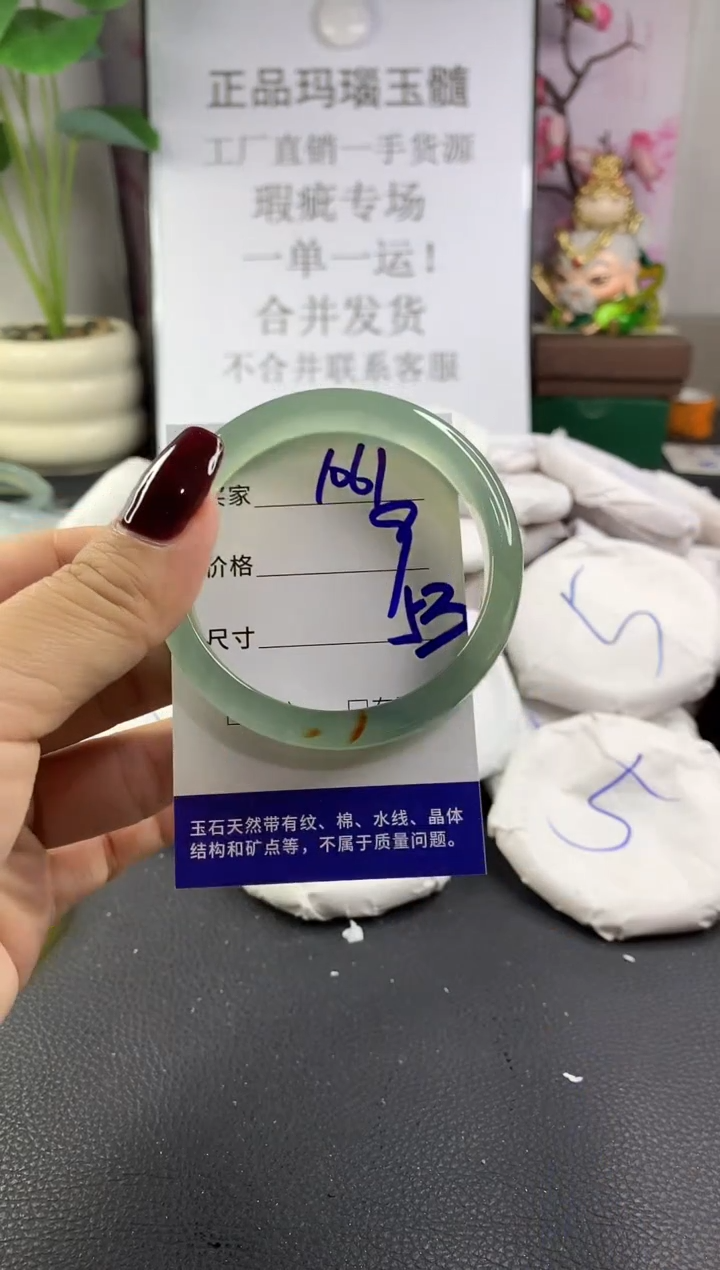 正品玛瑙玉髓
工厂直销一手货源
瑕疵专场
一单一运!
合并发货
不合并联系客服
买家 1061
价格 9
尺寸 53
玉石天然带有纹、棉、水线、晶体
结构和矿点等，不属于质量问题。
5
5